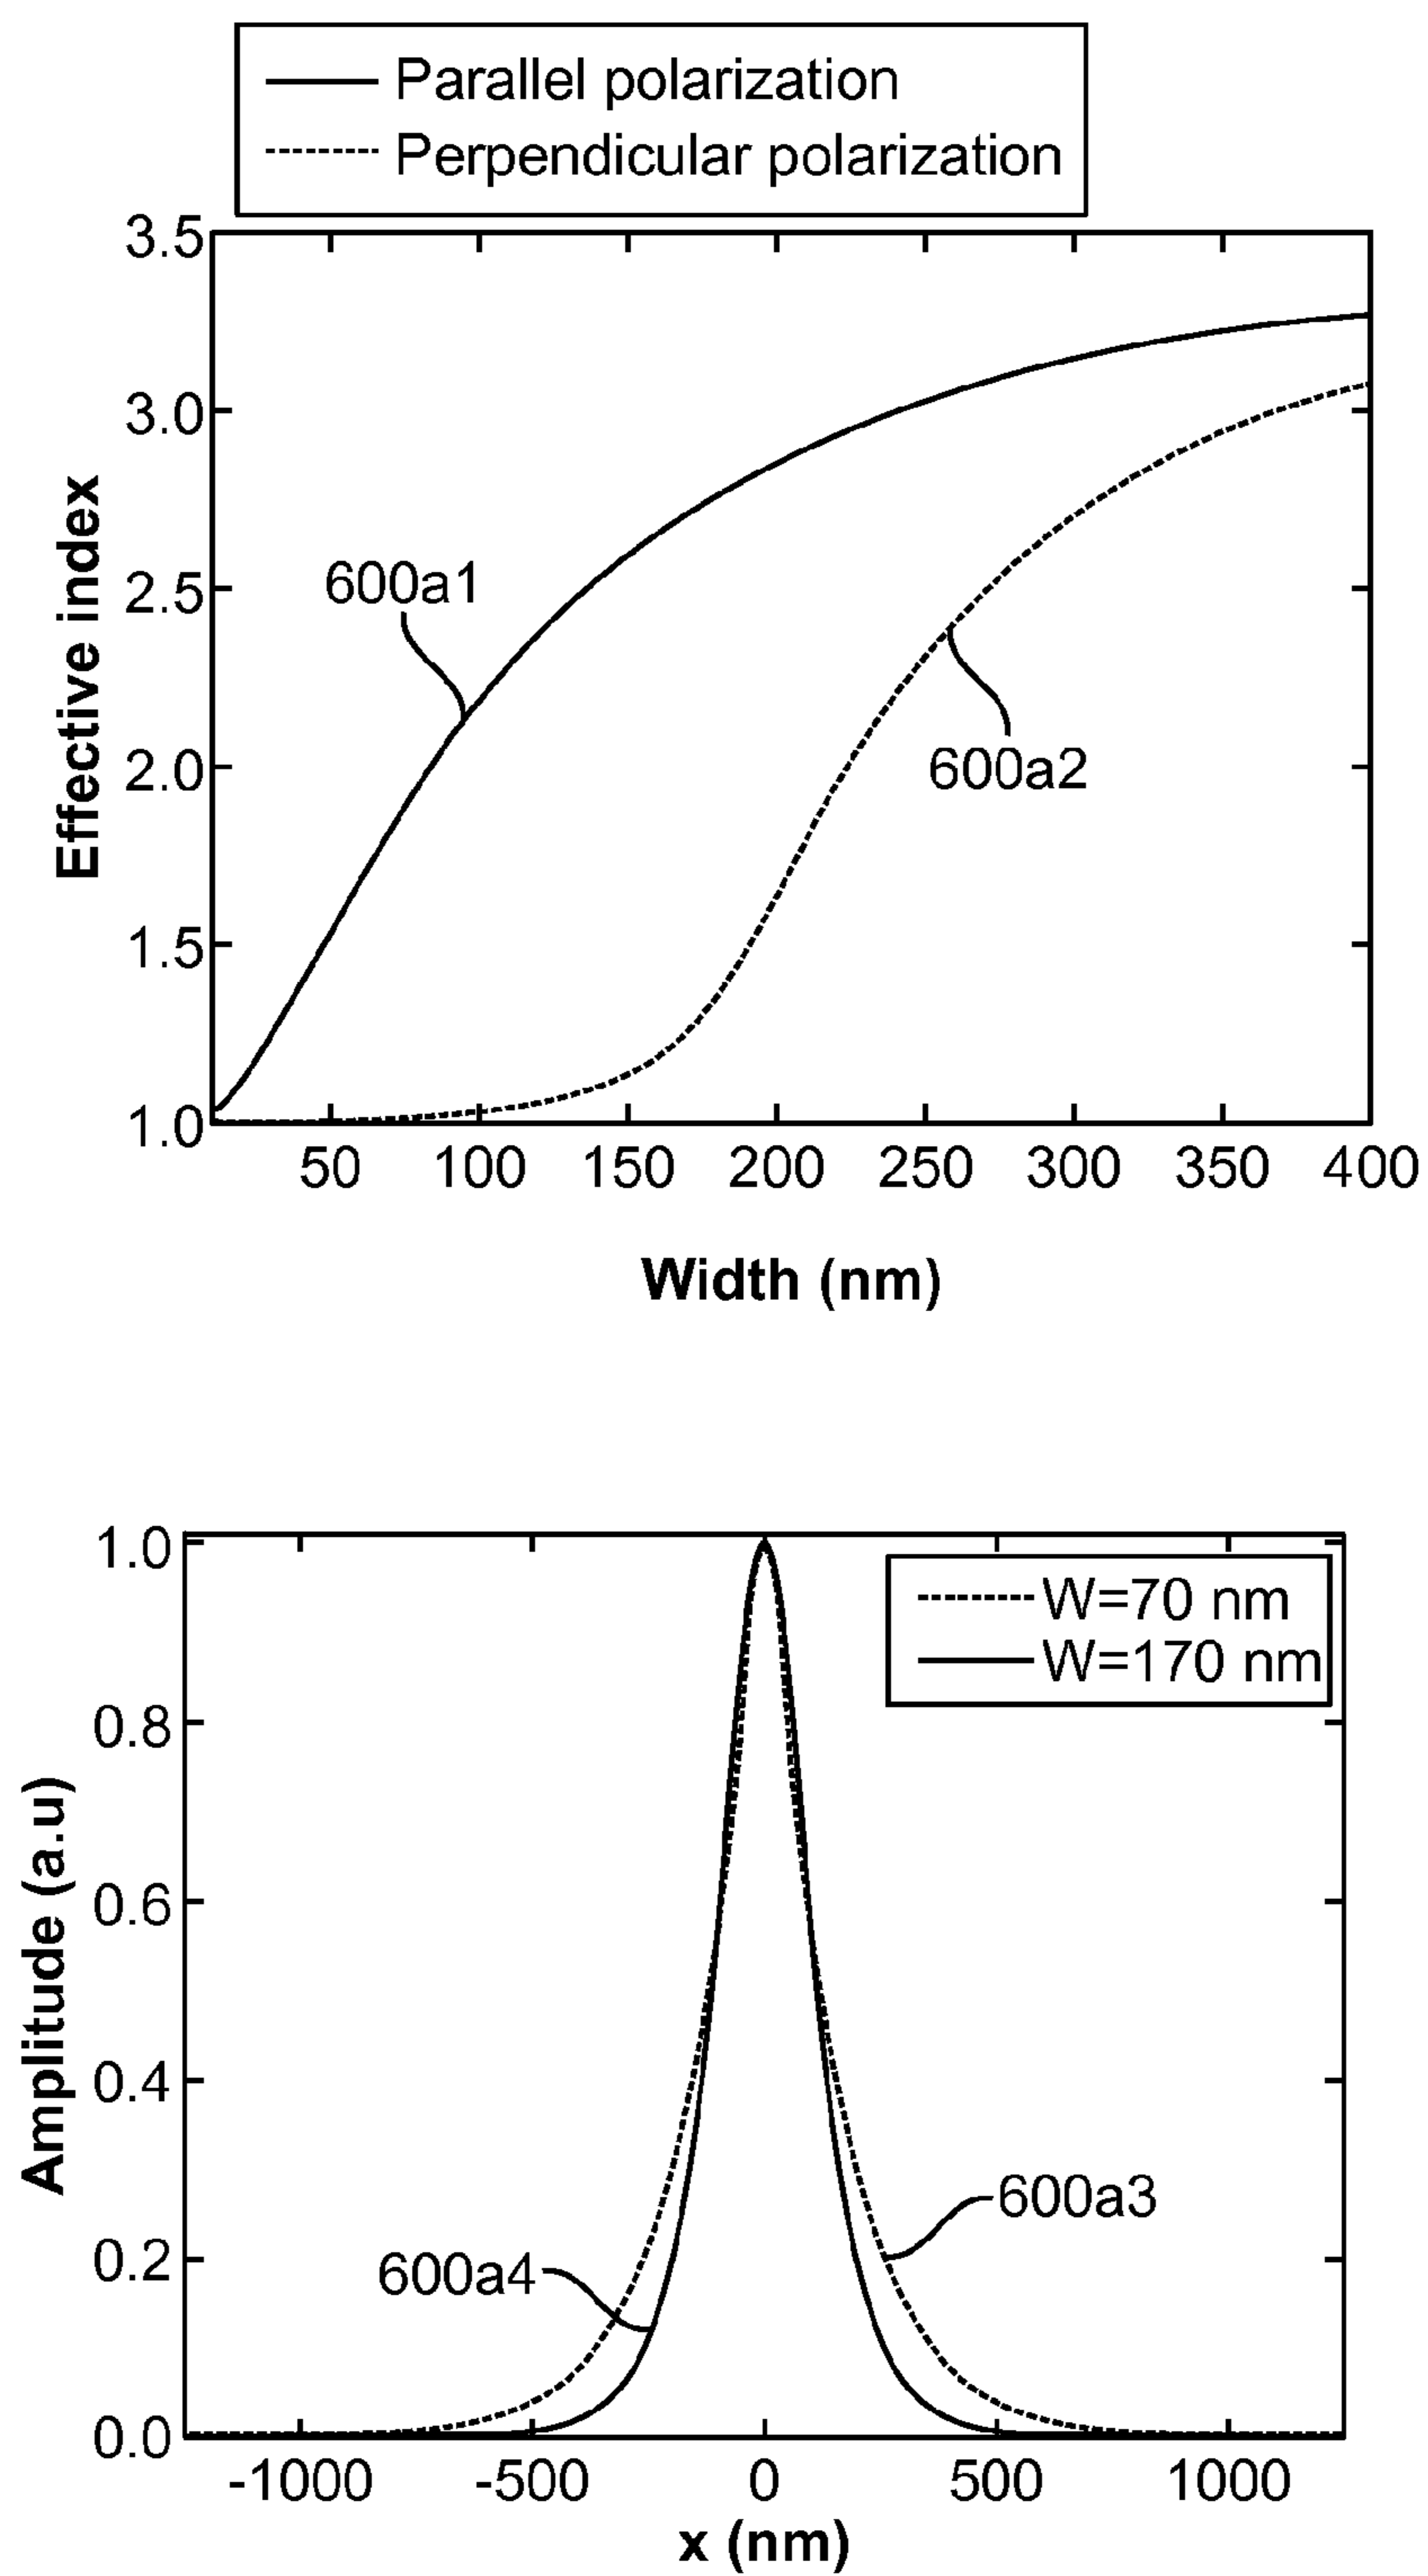 Parallel polarization
Perpendicular polarization
3.5
3.0
2.5
2.0
1.5
1.0
Effective index
600a1
600a2
50 100 150 200 250 300 350 400
Width (nm)
1.0
0.8
0.6
0.4
0.2
0.0
Amplitude (a.u)
W=70 nm
W=170 nm
600a3
600a4
-1000 -500 0 500 1000
x (nm)